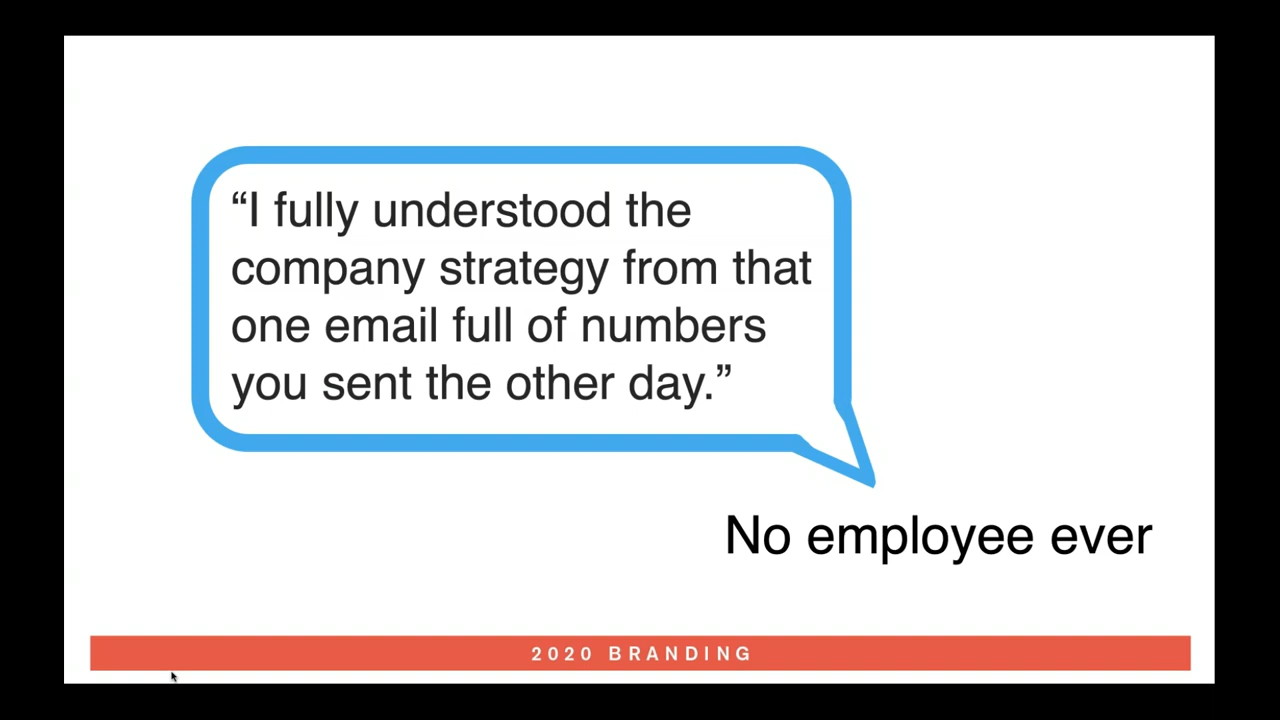 “I fully understood the
company strategy from that
one email full of numbers
you sent the other day.”
No employee ever
2020 BRANDING